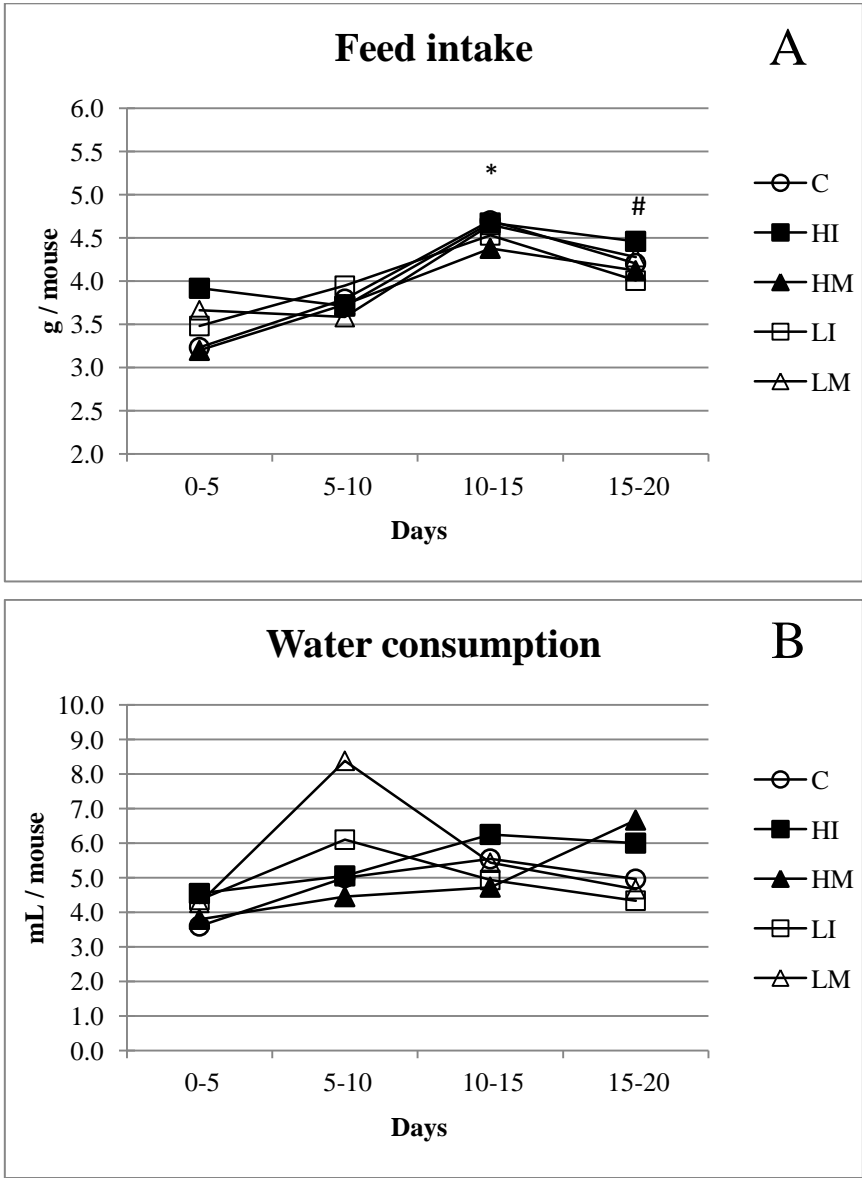 Feed intake
A
6.0
5.5
5.0
4.5
4.0
3.5
3.0
2.5
2.0
g / mouse
*
#
0-5 5-10 10-15 15-20
Days
C
HI
HM
LI
LM
Water consumption
B
10.0
9.0
8.0
7.0
6.0
5.0
4.0
3.0
2.0
1.0
0.0
mL / mouse
0-5 5-10 10-15 15-20
Days
C
HI
HM
LI
LM